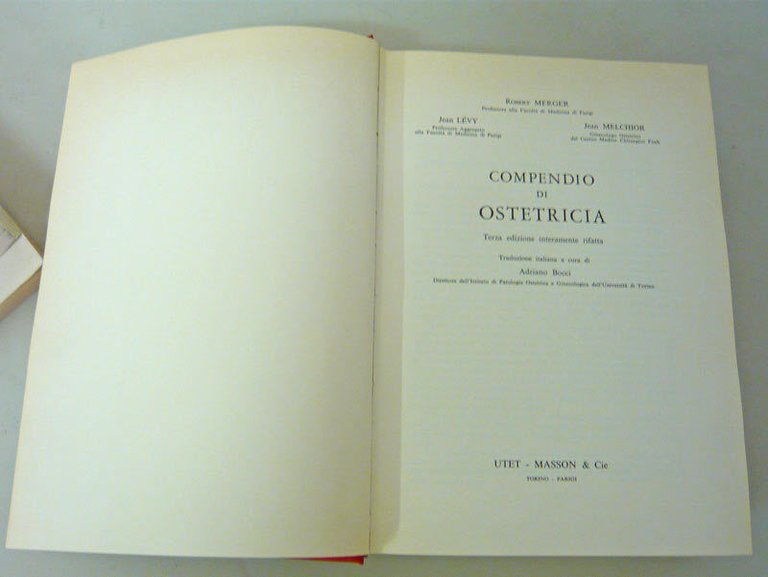 Robert MERGER
Professore alla Facoltà di Medicina di Parigi
Jean LÉVY
Professore Aggregato
alla Facoltà di Medicina di Parigi
Jean MELCHIOR
Ginecologo Ostetrico
del Centro Medico Chirurgico Foch
COMPENDIO
DI
OSTETRICIA
Terza edizione interamente rifatta
Traduzione italiana a cura di
Adriano Bocci
Direttore dell'Istituto di Patologia Ostetrica e Ginecologica dell'Università di Torino
UTET - MASSON & Cie
TORINO - PARIGI